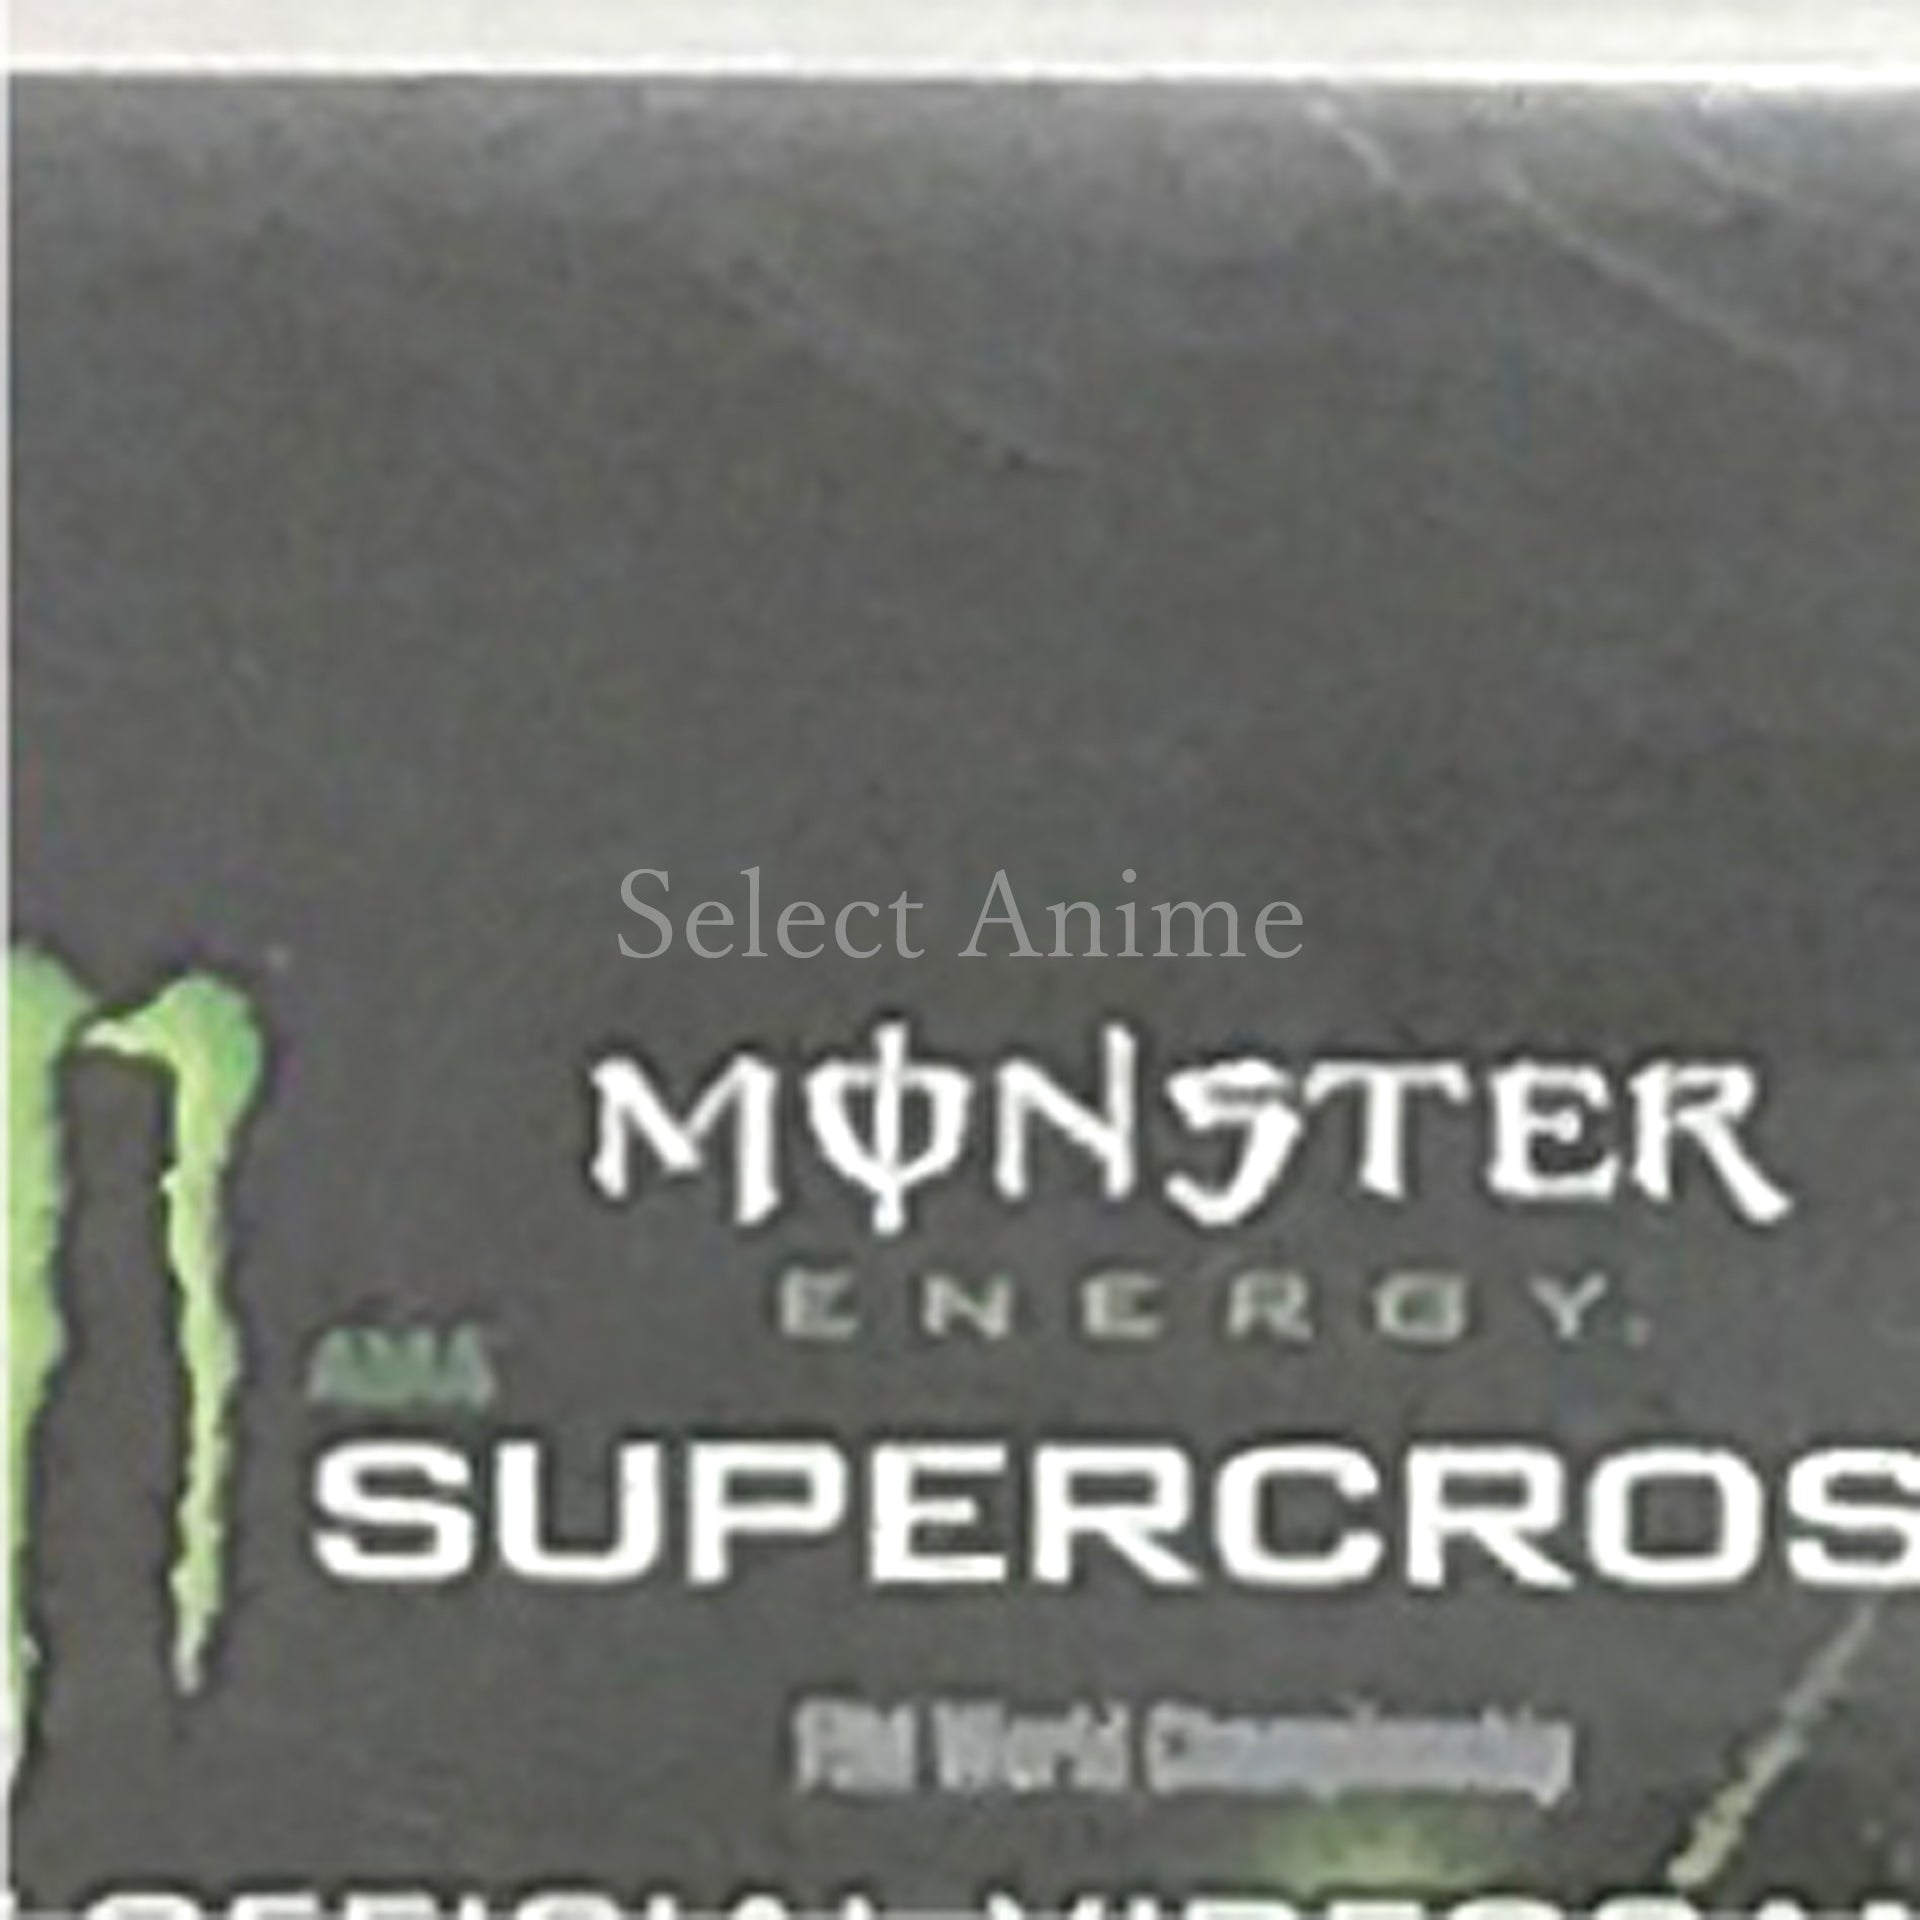 Select Anime
MONSTER
ENERGY.
AMA
SUPERCROS
FIM World Championship